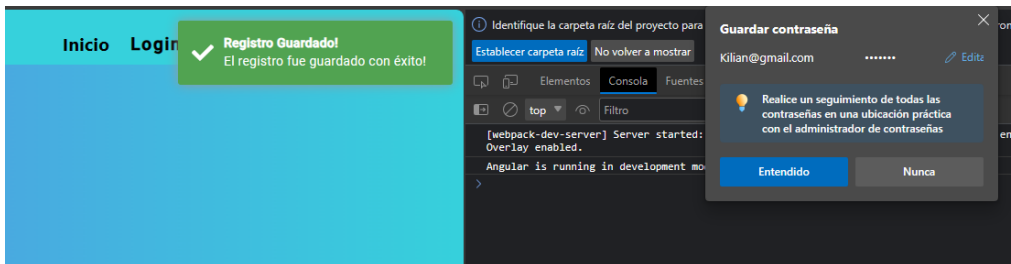 Inicio
Login
Registro Guardado!
El registro fue guardado con éxito!
Identifique la carpeta raíz del proyecto para
Establecer carpeta raíz
No volver a mostrar
Elementos
Consola
Fuentes
top
Filtro
[webpack-dev-server] Server started:
Overlay enabled.
Angular is running in development mo
Guardar contraseña
Kilian@gmail.com
•••••••
Edita
Realice un seguimiento de todas las
contraseñas en una ubicación práctica
con el administrador de contraseñas
Entendido
Nunca